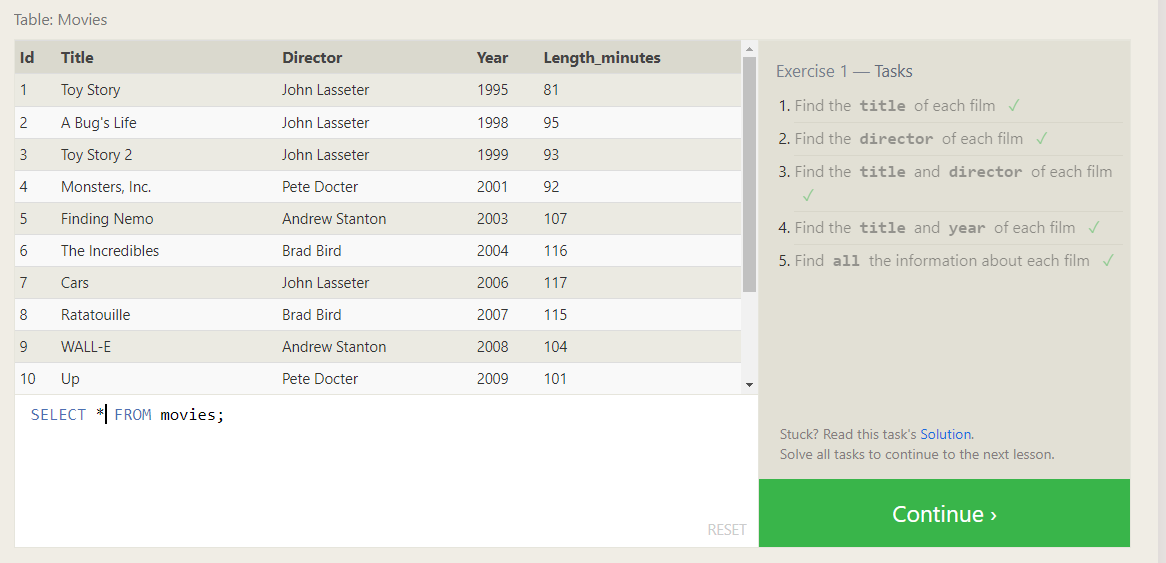 Table: Movies
Id Title Director Year Length_minutes
1 Toy Story John Lasseter 1995 81
2 A Bug's Life John Lasseter 1998 95
3 Toy Story 2 John Lasseter 1999 93
4 Monsters, Inc. Pete Docter 2001 92
5 Finding Nemo Andrew Stanton 2003 107
6 The Incredibles Brad Bird 2004 116
7 Cars John Lasseter 2006 117
8 Ratatouille Brad Bird 2007 115
9 WALL-E Andrew Stanton 2008 104
10 Up Pete Docter 2009 101
SELECT * FROM movies;
RESET
Exercise 1 — Tasks
1. Find the title of each film ✓
2. Find the director of each film ✓
3. Find the title and director of each film
✓
4. Find the title and year of each film ✓
5. Find all the information about each film ✓
Stuck? Read this task's Solution.
Solve all tasks to continue to the next lesson.
Continue ›